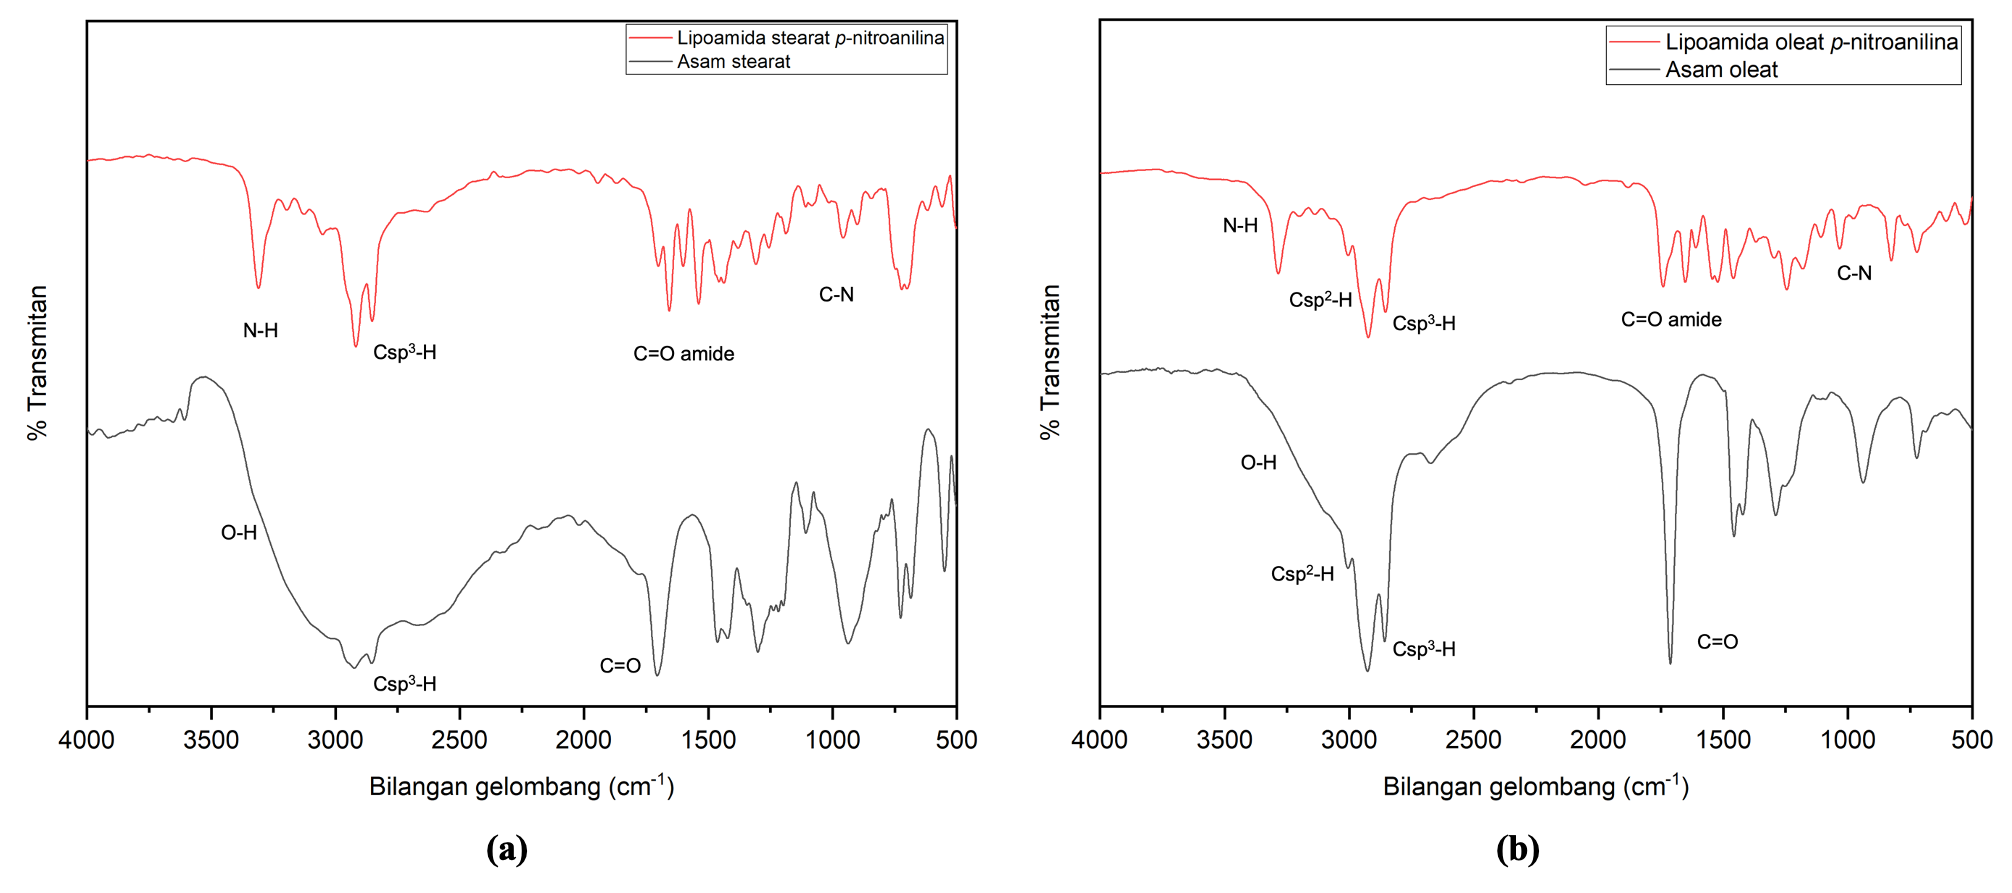 Lipoamida stearat p-nitroanilina
Asam stearat
N-H
Csp³-H
C=O amide
C-N
O-H
Csp³-H
C=O
% Transmitan
4000 3500 3000 2500 2000 1500 1000 500
Bilangan gelombang (cm⁻¹)
(a)
Lipoamida oleat p-nitroanilina
Asam oleat
N-H
Csp²-H
Csp³-H
C=O amide
C-N
O-H
Csp²-H
Csp³-H
C=O
% Transmitan
4000 3500 3000 2500 2000 1500 1000 500
Bilangan gelombang (cm⁻¹)
(b)